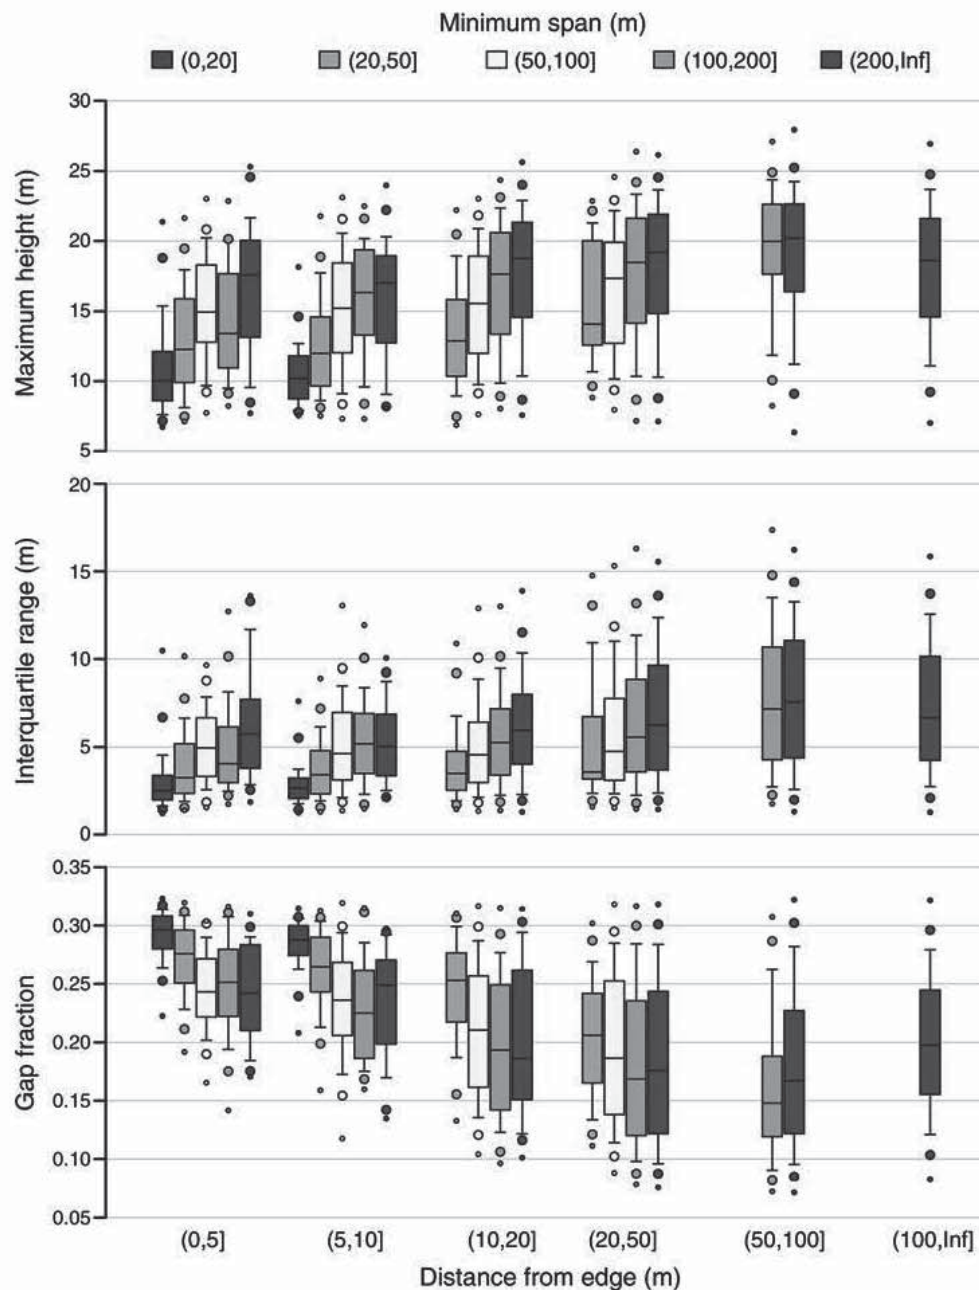 Minimum span (m)
(0,20] (20,50] (50,100] (100,200] (200,Inf]
Maximum height (m)
30
25
20
15
10
5
Interquartile range (m)
20
15
10
5
0
Gap fraction
0.35
0.30
0.25
0.20
0.15
0.10
0.05
(0,5] (5,10] (10,20] (20,50] (50,100] (100,Inf]
Distance from edge (m)